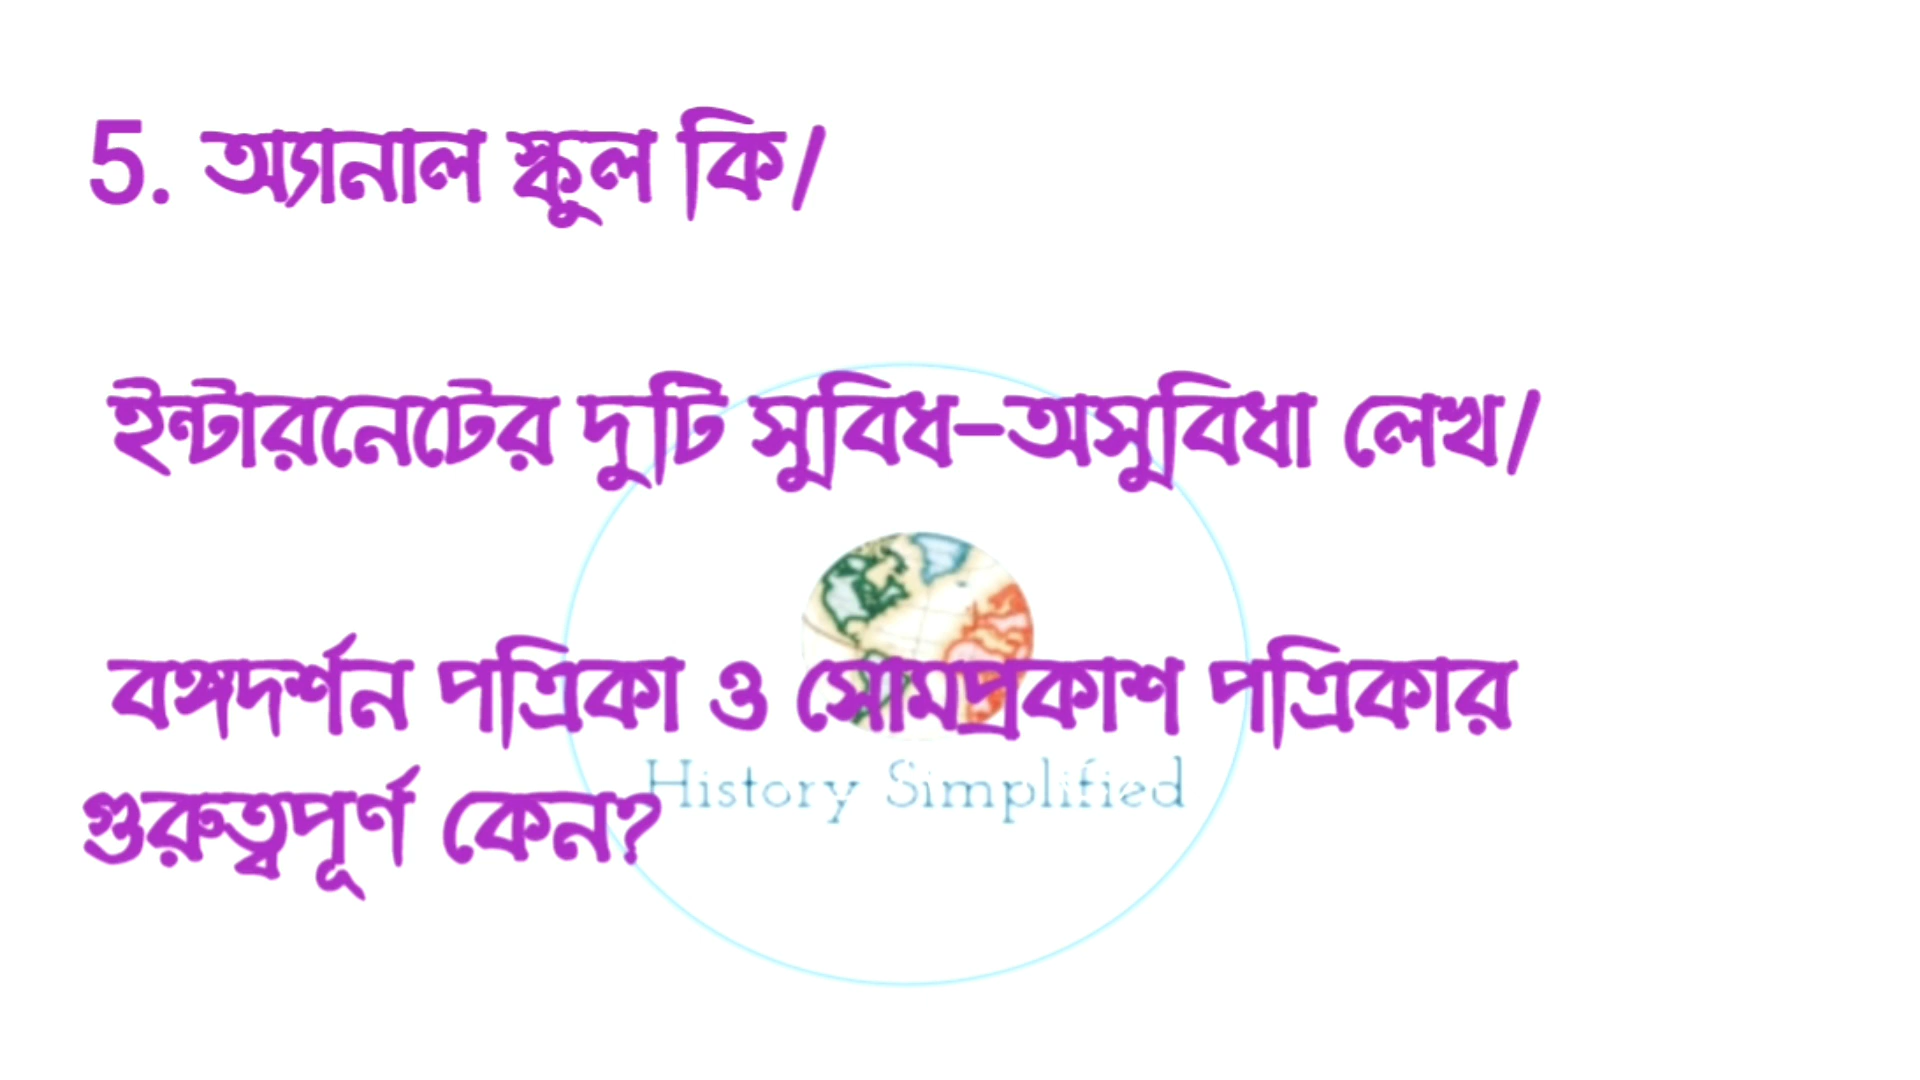 5. অ্যানাল স্কুল কি/
ইন্টারনেটের দুটি সুবিধ-অসুবিধা লেখ/
বঙ্গদর্শন পত্রিকা ও সোমপ্রকাশ পত্রিকার
গুরুত্বপূর্ণ কেন?
History Simplified